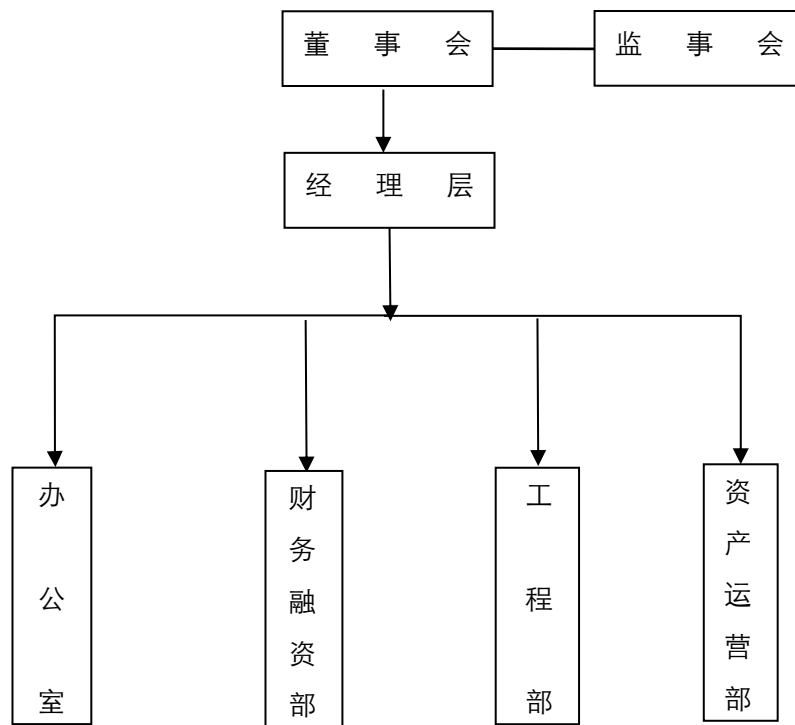 董事会
监事会
经理层
办公室
财务融资部
工程部
资产运营部